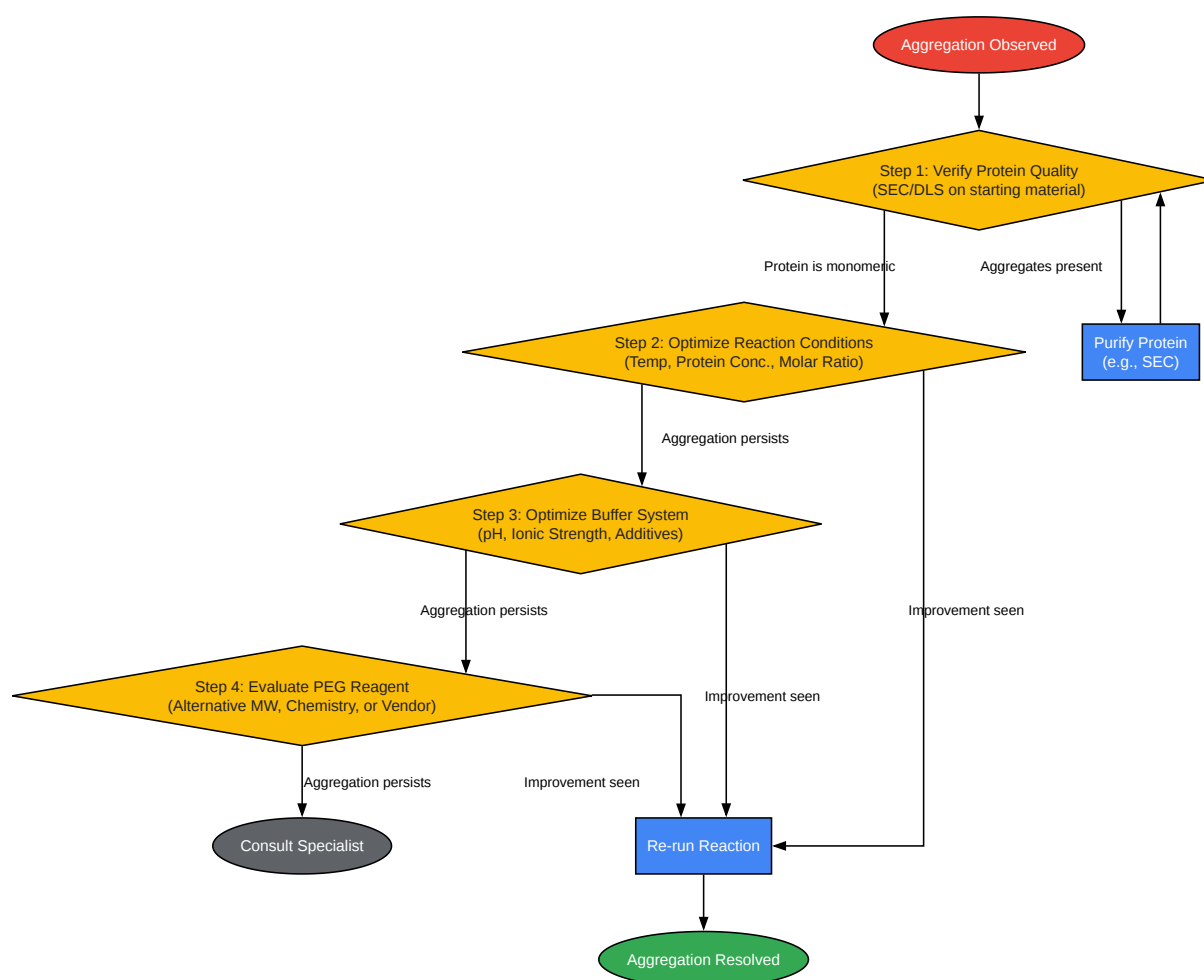 Aggregation Observed
Step 1: Verify Protein Quality
(SEC/DLS on starting material)
Protein is monomeric
Aggregates present
Step 2: Optimize Reaction Conditions
(Temp, Protein Conc., Molar Ratio)
Purify Protein
(e.g., SEC)
Aggregation persists
Step 3: Optimize Buffer System
(pH, Ionic Strength, Additives)
Aggregation persists
Improvement seen
Step 4: Evaluate PEG Reagent
(Alternative MW, Chemistry, or Vendor)
Improvement seen
Aggregation persists
Improvement seen
Consult Specialist
Re-run Reaction
Aggregation Resolved